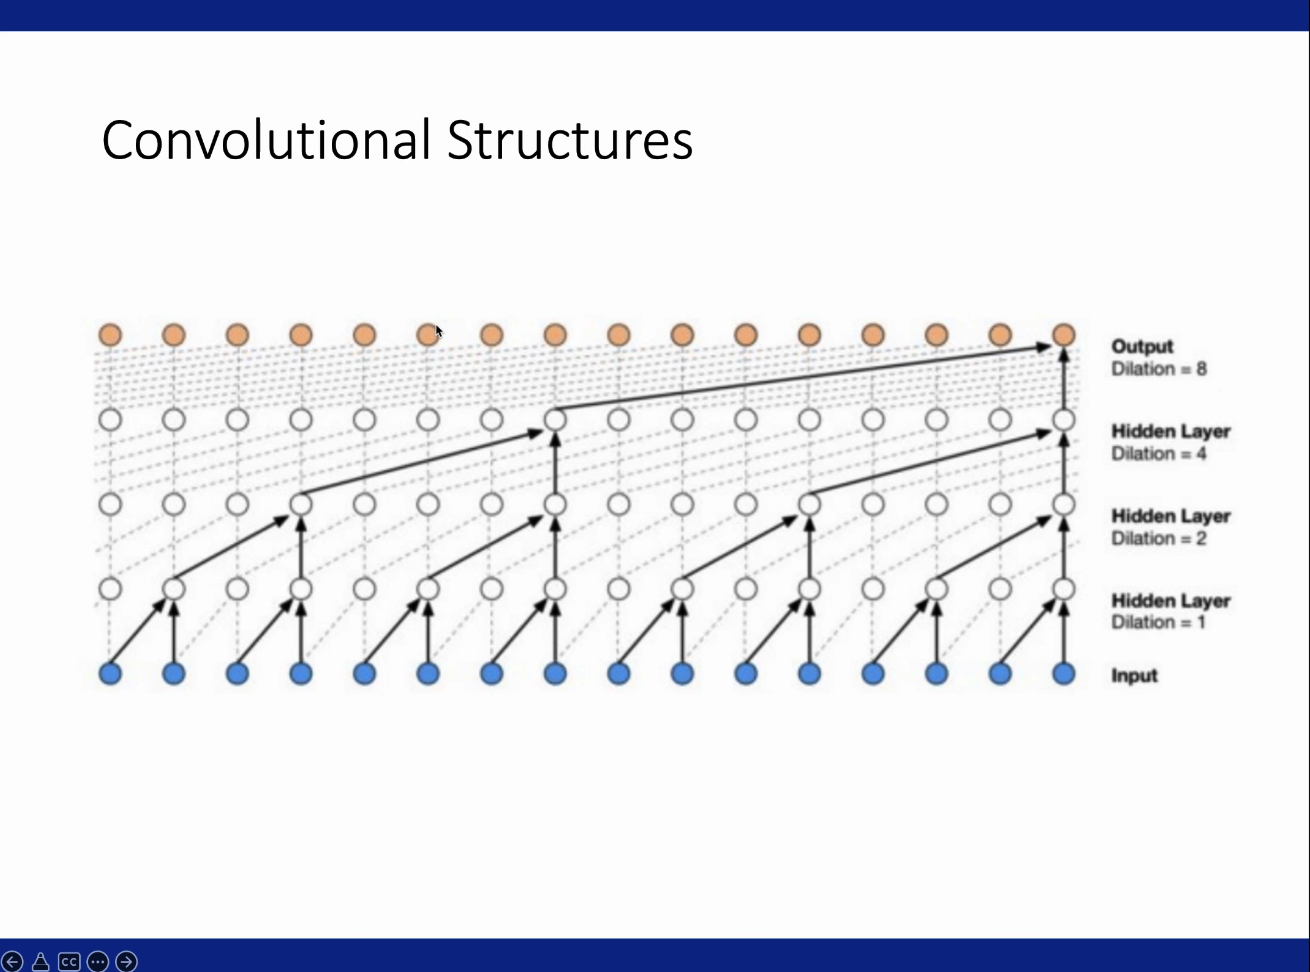 Convolutional Structures
Output
Dilation = 8
Hidden Layer
Dilation = 4
Hidden Layer
Dilation = 2
Hidden Layer
Dilation = 1
Input
CC